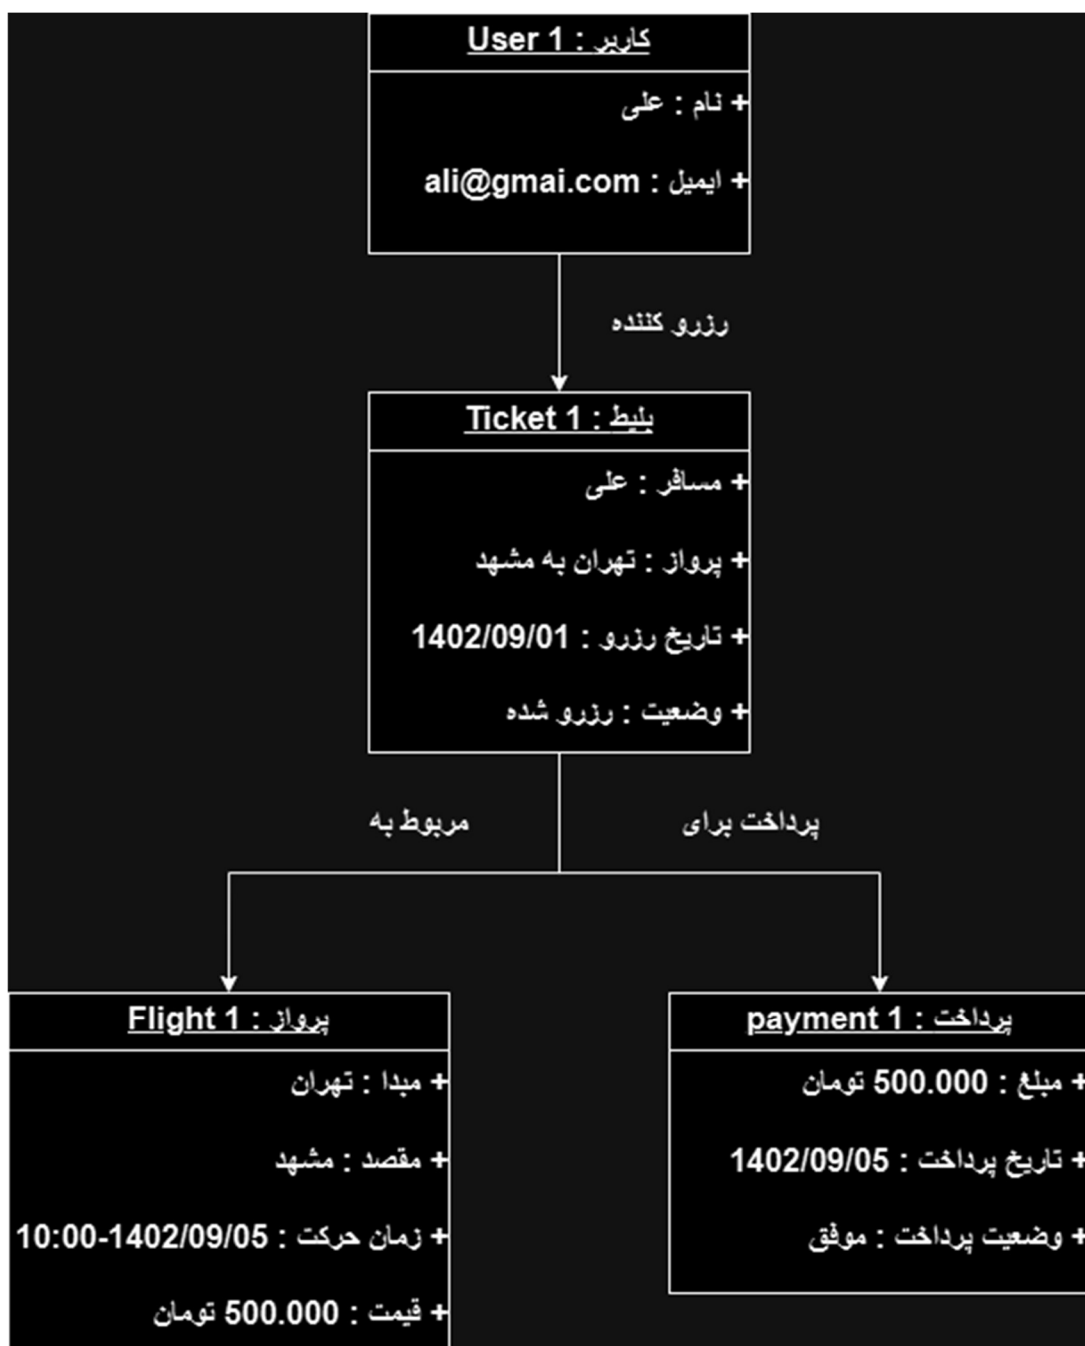 کاربر : User 1
+ نام : علی
+ ایمیل : ali@gmai.com
رزرو کننده
بلیط : Ticket 1
+ مسافر : علی
+ پرواز : تهران به مشهد
+ تاریخ رزرو : 1402/09/01
+ وضعیت : رزرو شده
پرداخت برای
مربوط به
پرداخت : payment 1
+ مبلغ : 500.000 تومان
+ تاریخ پرداخت : 1402/09/05
+ وضعیت پرداخت : موفق
پرواز : Flight 1
+ مبدا : تهران
+ مقصد : مشهد
+ زمان حرکت : 1402/09/05-10:00
+ قیمت : 500.000 تومان